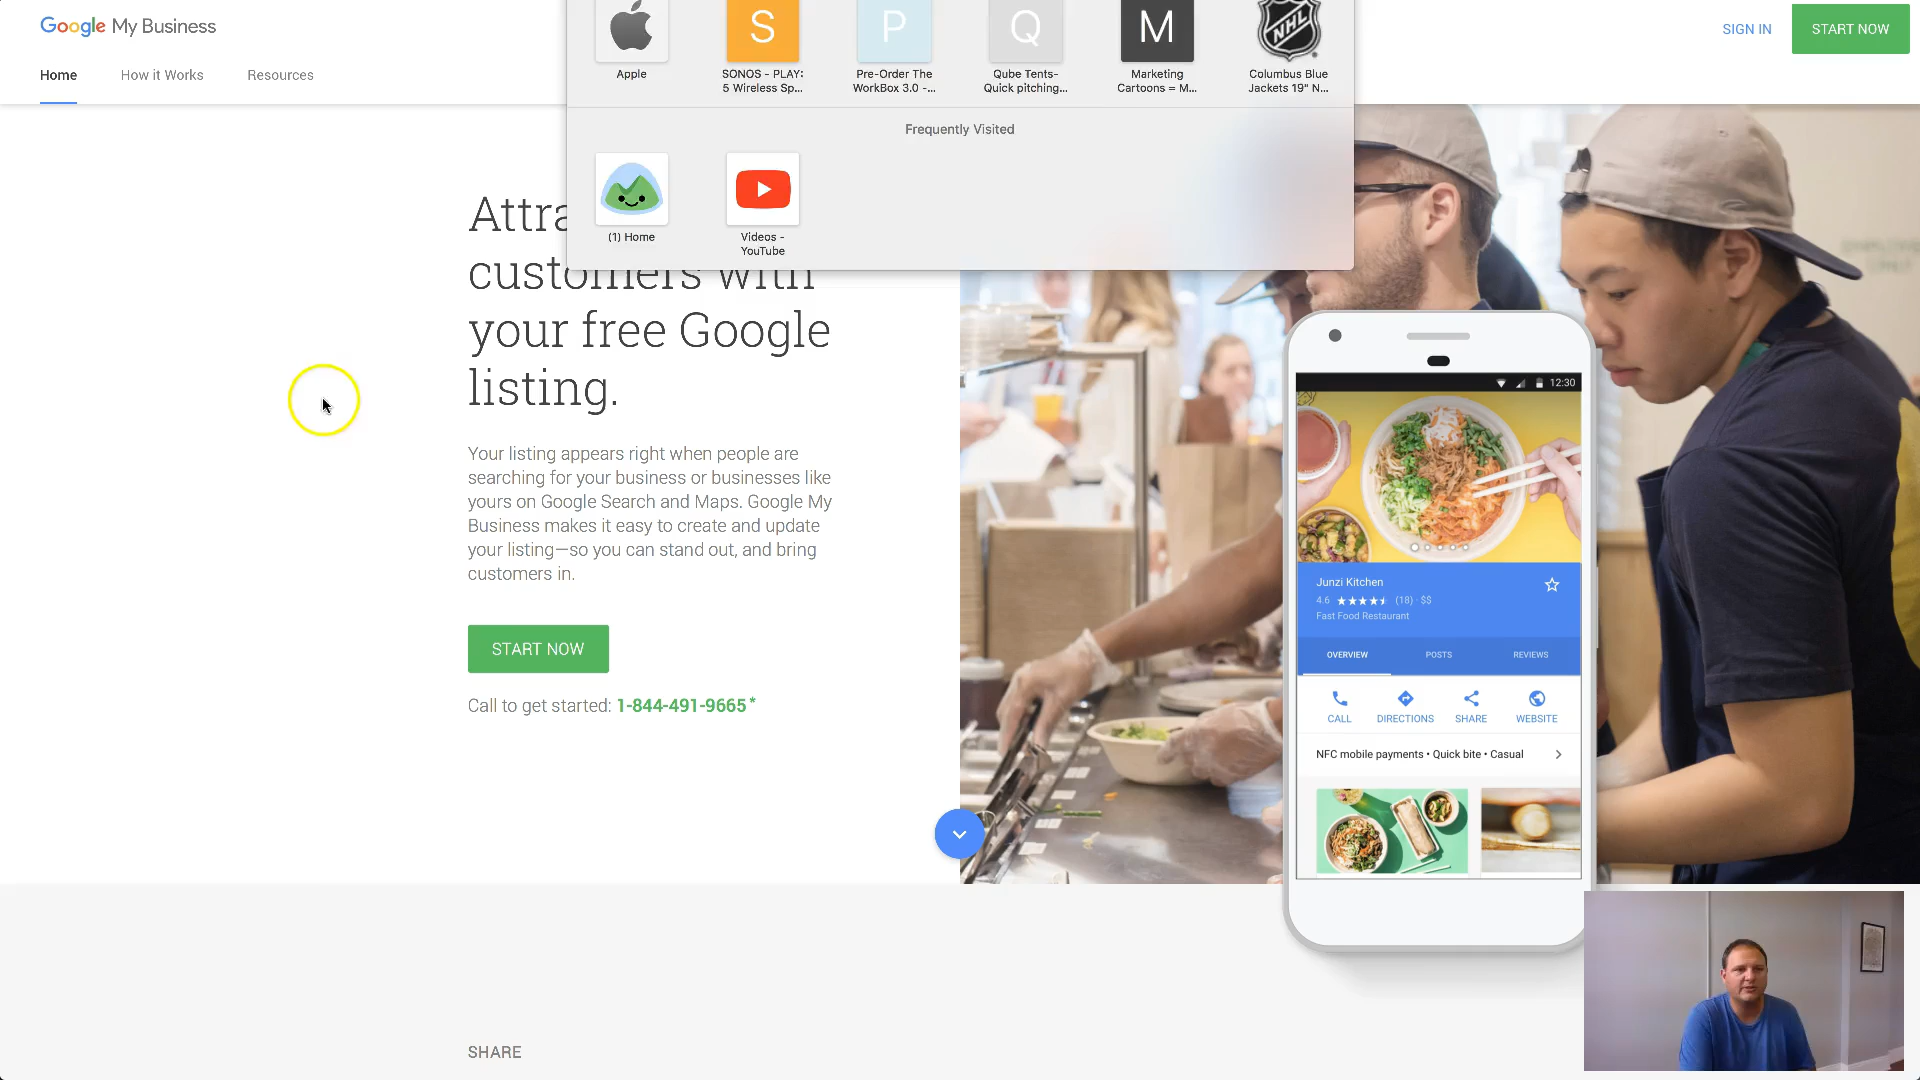 Google My Business
SIGN IN
START NOW
Home
How it Works
Resources
S
P
Q
M
NHL
Apple
SONOS - PLAY:
5 Wireless Sp...
Pre-Order The
WorkBox 3.0 -...
Qube Tents-
Quick pitching...
Marketing
Cartoons = M...
Columbus Blue
Jackets 19" N...
Frequently Visited
(1) Home
Videos -
YouTube
Attra
customers with
your free Google
listing.
Your listing appears right when people are
searching for your business or businesses like
yours on Google Search and Maps. Google My
Business makes it easy to create and update
your listing—so you can stand out, and bring
customers in.
START NOW
Call to get started: 1-844-491-9665*
12:30
Junzi Kitchen
4.6 ★★★★★ (18) · $$
Fast Food Restaurant
OVERVIEW
POSTS
REVIEWS
CALL
DIRECTIONS
SHARE
WEBSITE
NFC mobile payments • Quick bite • Casual
SHARE